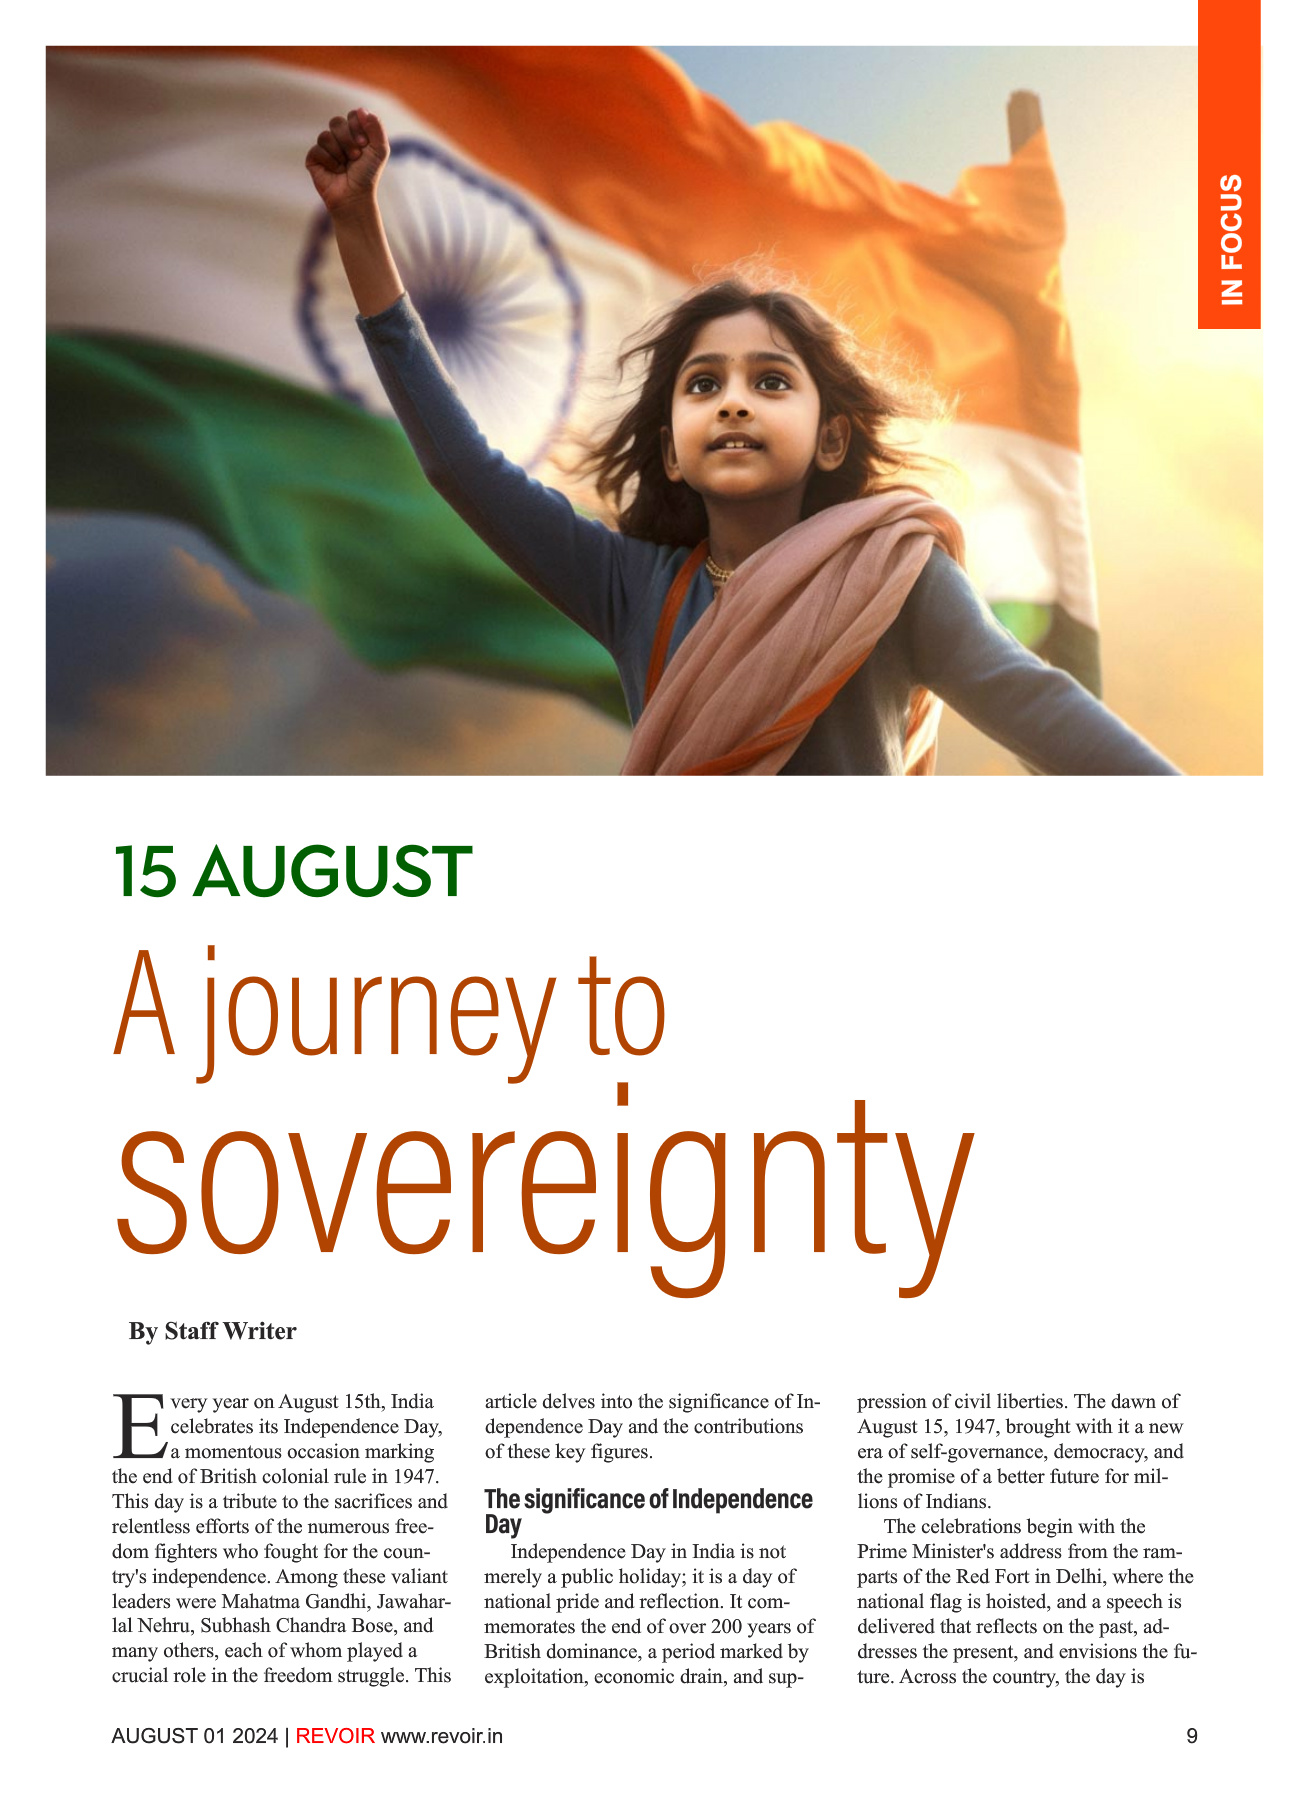 IN FOCUS
15 AUGUST
A journey to
sovereignty
By Staff Writer
Every year on August 15th, India
celebrates its Independence Day,
a momentous occasion marking
the end of British colonial rule in 1947.
This day is a tribute to the sacrifices and
relentless efforts of the numerous free-
dom fighters who fought for the coun-
try's independence. Among these valiant
leaders were Mahatma Gandhi, Jawahar-
lal Nehru, Subhash Chandra Bose, and
many others, each of whom played a
crucial role in the freedom struggle. This
article delves into the significance of In-
dependence Day and the contributions
of these key figures.
The significance of Independence
Day
Independence Day in India is not
merely a public holiday; it is a day of
national pride and reflection. It com-
memorates the end of over 200 years of
British dominance, a period marked by
exploitation, economic drain, and sup-
pression of civil liberties. The dawn of
August 15, 1947, brought with it a new
era of self-governance, democracy, and
the promise of a better future for mil-
lions of Indians.
The celebrations begin with the
Prime Minister's address from the ram-
parts of the Red Fort in Delhi, where the
national flag is hoisted, and a speech is
delivered that reflects on the past, ad-
dresses the present, and envisions the fu-
ture. Across the country, the day is
AUGUST 01 2024 | REVOIR www.revoir.in
9